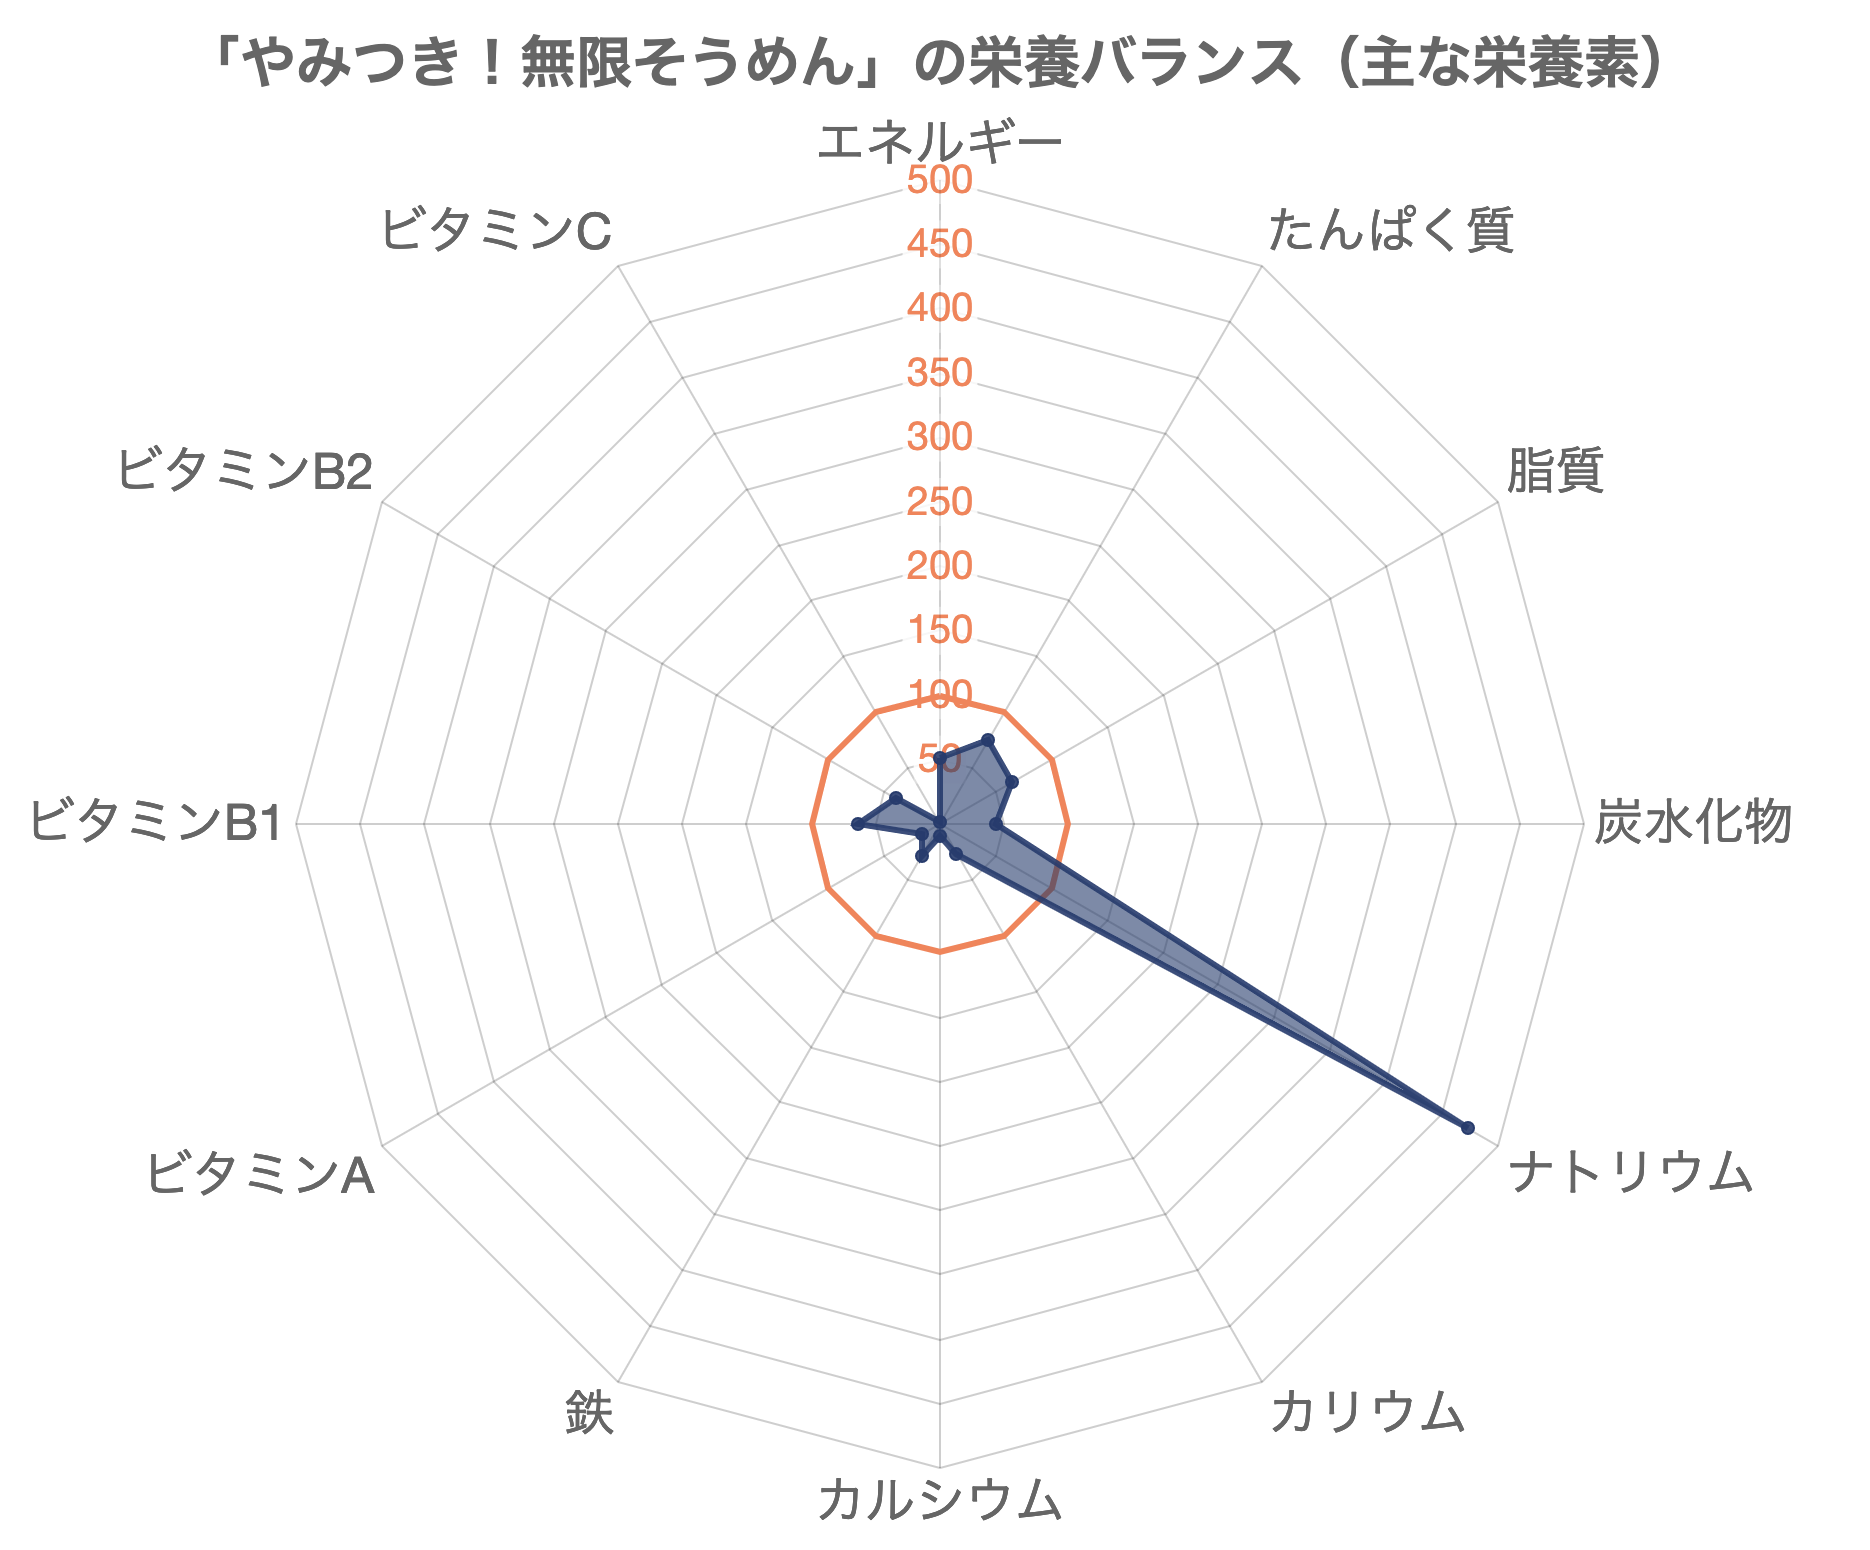 「やみつき！無限そうめん」の栄養バランス（主な栄養素）
エネルギー
たんぱく質
脂質
炭水化物
ナトリウム
カリウム
カルシウム
鉄
ビタミンA
ビタミンB1
ビタミンB2
ビタミンC
500
450
400
350
300
250
200
150
100
50